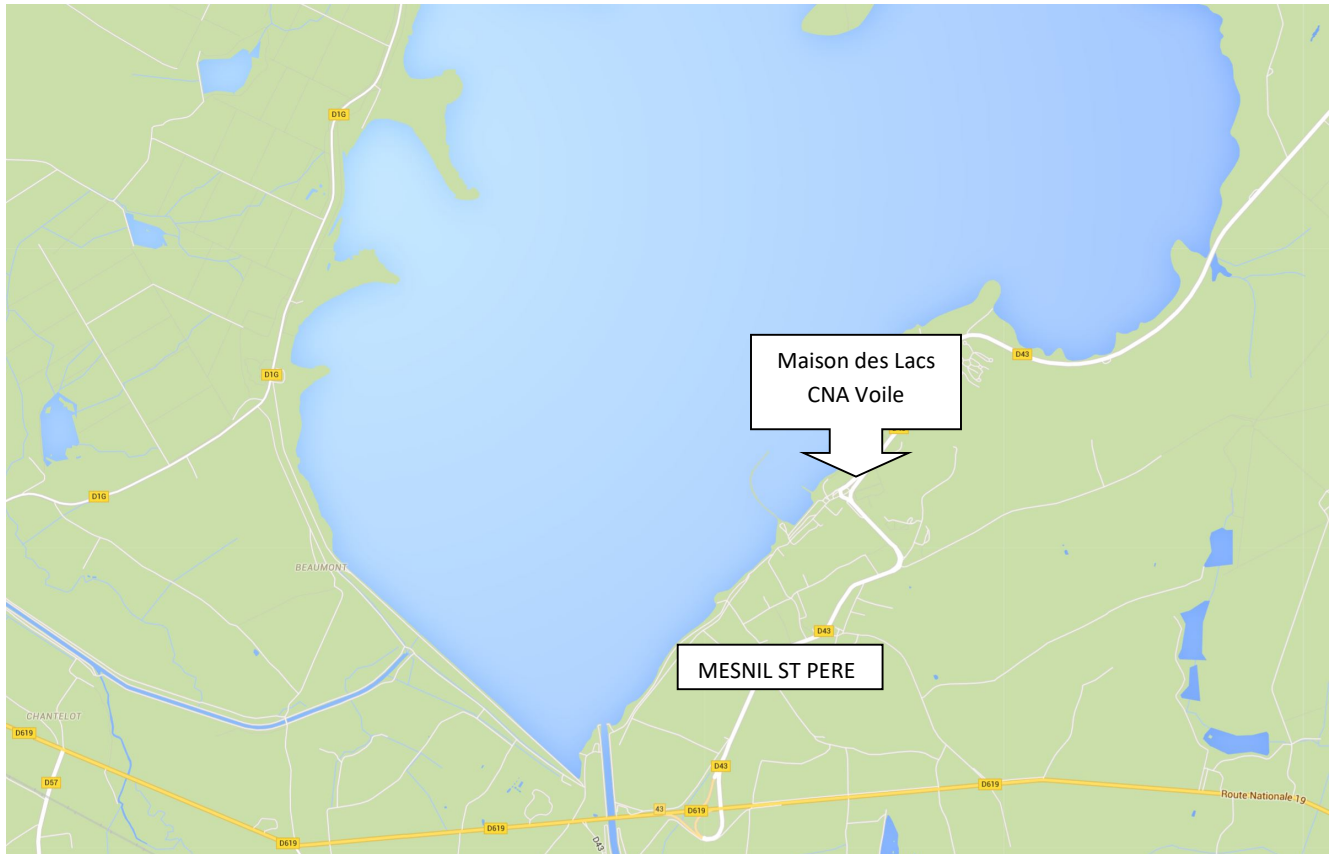 D1G
D1G
Maison des Lacs
CNA Voile
D43
D1G
BEAUMONT
D43
MESNIL ST PERE
CHANTELOT
D619
D43
D57
D619
Route Nationale 19
43
D619
D619
D619
D43